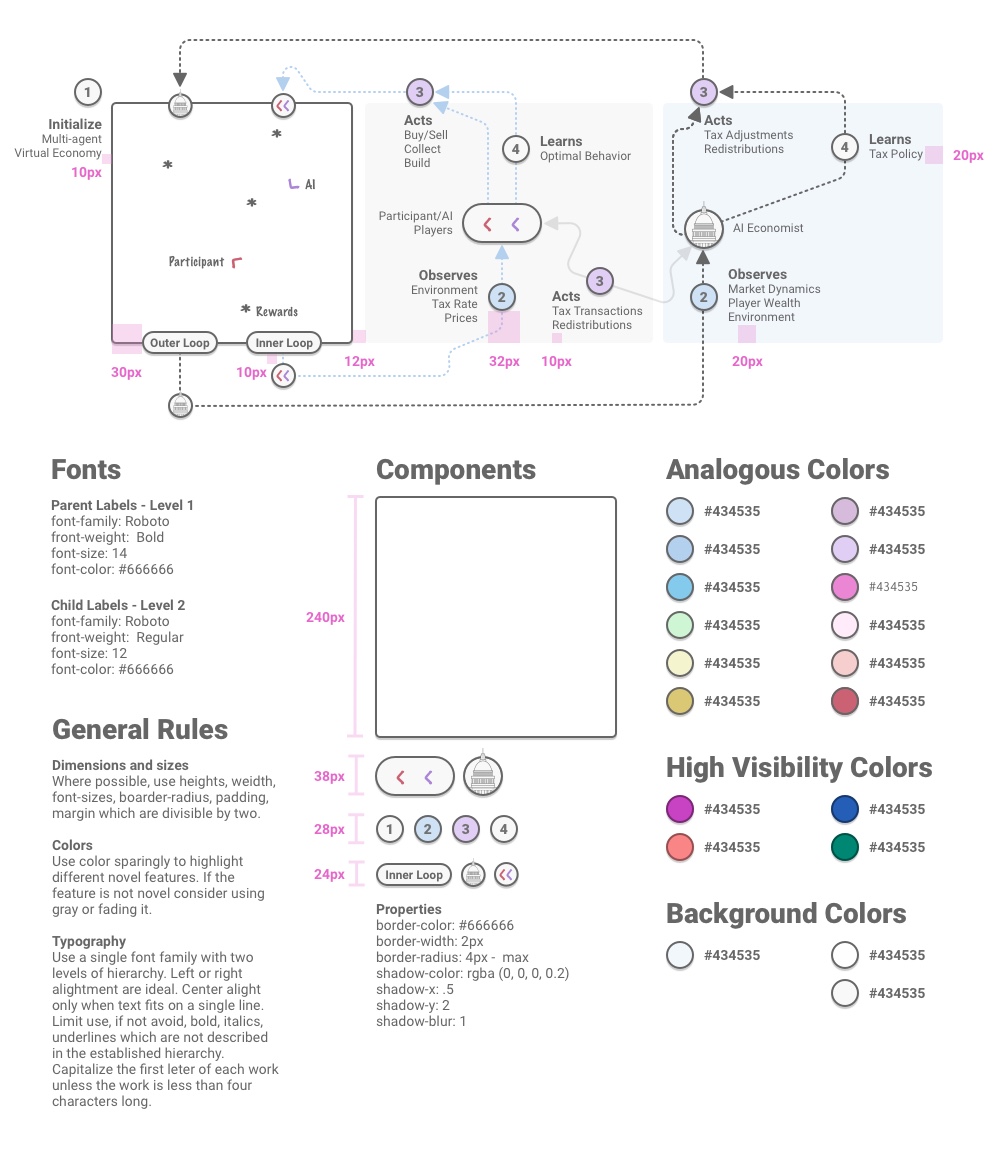 1
Initialize
Multi-agent
Virtual Economy
10px
AI
Participant
Rewards
Outer Loop
Inner Loop
30px
10px
12px
3
Acts
Buy/Sell
Collect
Build
4
Learns
Optimal Behavior
Participant/AI
Players
Observes
Environment
Tax Rate
Prices
2
32px
3
Acts
Tax Transactions
Redistributions
10px
3
Acts
Tax Adjustments
Redistributions
4
Learns
Tax Policy
20px
AI Economist
2
Observes
Market Dynamics
Player Wealth
Environment
20px
Fonts
Parent Labels - Level 1
font-family: Roboto
front-weight: Bold
font-size: 14
font-color: #666666
Child Labels - Level 2
font-family: Roboto
front-weight: Regular
font-size: 12
font-color: #666666
General Rules
Dimensions and sizes
Where possible, use heights, weidth,
font-sizes, boarder-radius, padding,
margin which are divisible by two.
Colors
Use color sparingly to highlight
different novel features. If the
feature is not novel consider using
gray or fading it.
Typography
Use a single font family with two
levels of hierarchy. Left or right
alightment are ideal. Center alight
only when text fits on a single line.
Limit use, if not avoid, bold, italics,
underlines which are not described
in the established hierarchy.
Capitalize the first leter of each work
unless the work is less than four
characters long.
Components
240px
38px
28px
1 2 3 4
24px
Inner Loop
Properties
border-color: #666666
border-width: 2px
border-radius: 4px - max
shadow-color: rgba (0, 0, 0, 0.2)
shadow-x: .5
shadow-y: 2
shadow-blur: 1
Analogous Colors
#434535 #434535
#434535 #434535
#434535 #434535
#434535 #434535
#434535 #434535
#434535 #434535
High Visibility Colors
#434535 #434535
#434535 #434535
Background Colors
#434535 #434535
#434535